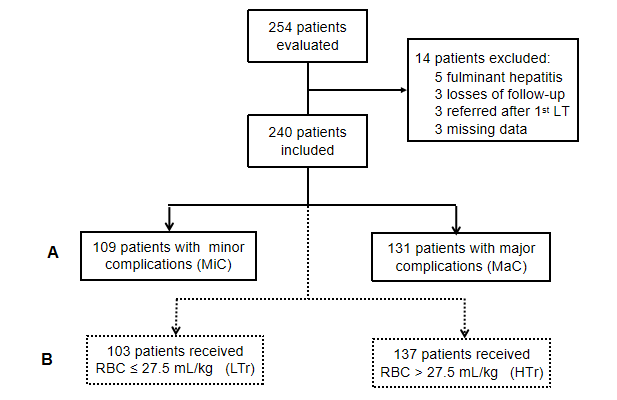 254 patients
evaluated
14 patients excluded:
5 fulminant hepatitis
3 losses of follow-up
3 referred after 1st LT
3 missing data
240 patients
included
A
109 patients with minor
complications (MiC)
131 patients with major
complications (MaC)
B
103 patients received
RBC ≤ 27.5 mL/kg (LTr)
137 patients received
RBC > 27.5 mL/kg (HTr)